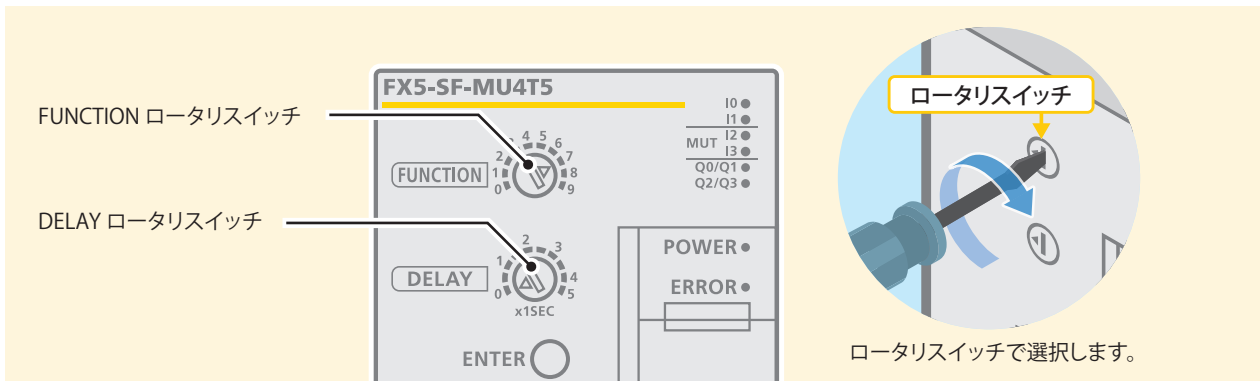 FX5-SF-MU4T5
FUNCTION ロータリスイッチ
DELAY ロータリスイッチ
I0
I1
MUT I2
I3
Q0/Q1
Q2/Q3
FUNCTION
0 1 2 3 4 5 6 7 8 9
DELAY
0 1 2 3 4 5
x1SEC
ENTER
POWER
ERROR
ロータリスイッチ
ロータリスイッチで選択します。